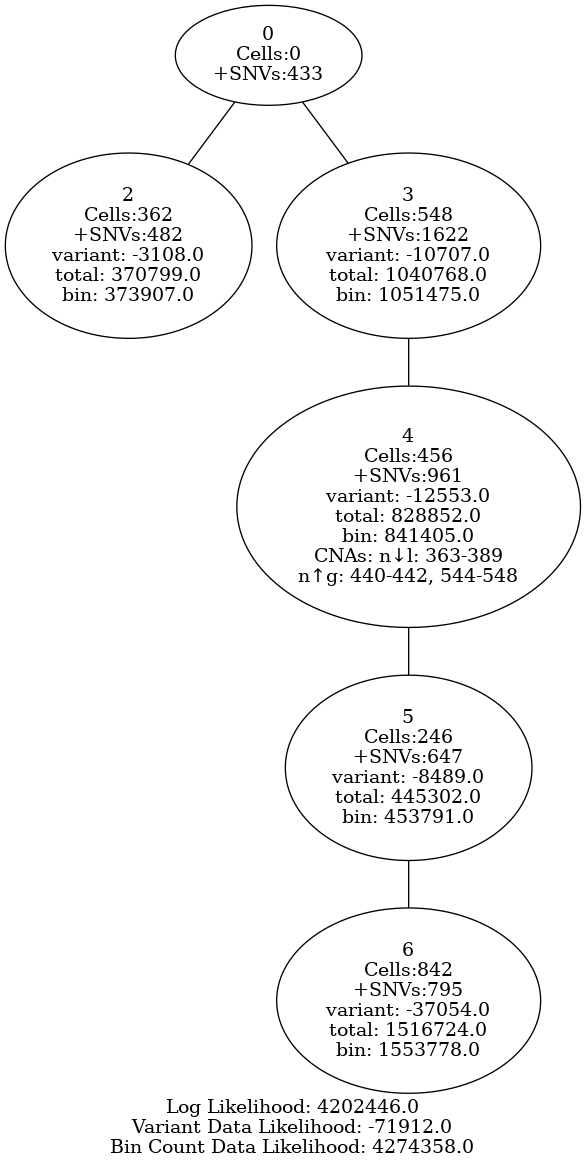 0
Cells:0
+SNVs:433
2
Cells:362
+SNVs:482
variant: -3108.0
total: 370799.0
bin: 373907.0
3
Cells:548
+SNVs:1622
variant: -10707.0
total: 1040768.0
bin: 1051475.0
4
Cells:456
+SNVs:961
variant: -12553.0
total: 828852.0
bin: 841405.0
CNAs: n↓l: 363-389
n↑g: 440-442, 544-548
5
Cells:246
+SNVs:647
variant: -8489.0
total: 445302.0
bin: 453791.0
6
Cells:842
+SNVs:795
variant: -37054.0
total: 1516724.0
bin: 1553778.0
Log Likelihood: 4202446.0
Variant Data Likelihood: -71912.0
Bin Count Data Likelihood: 4274358.0